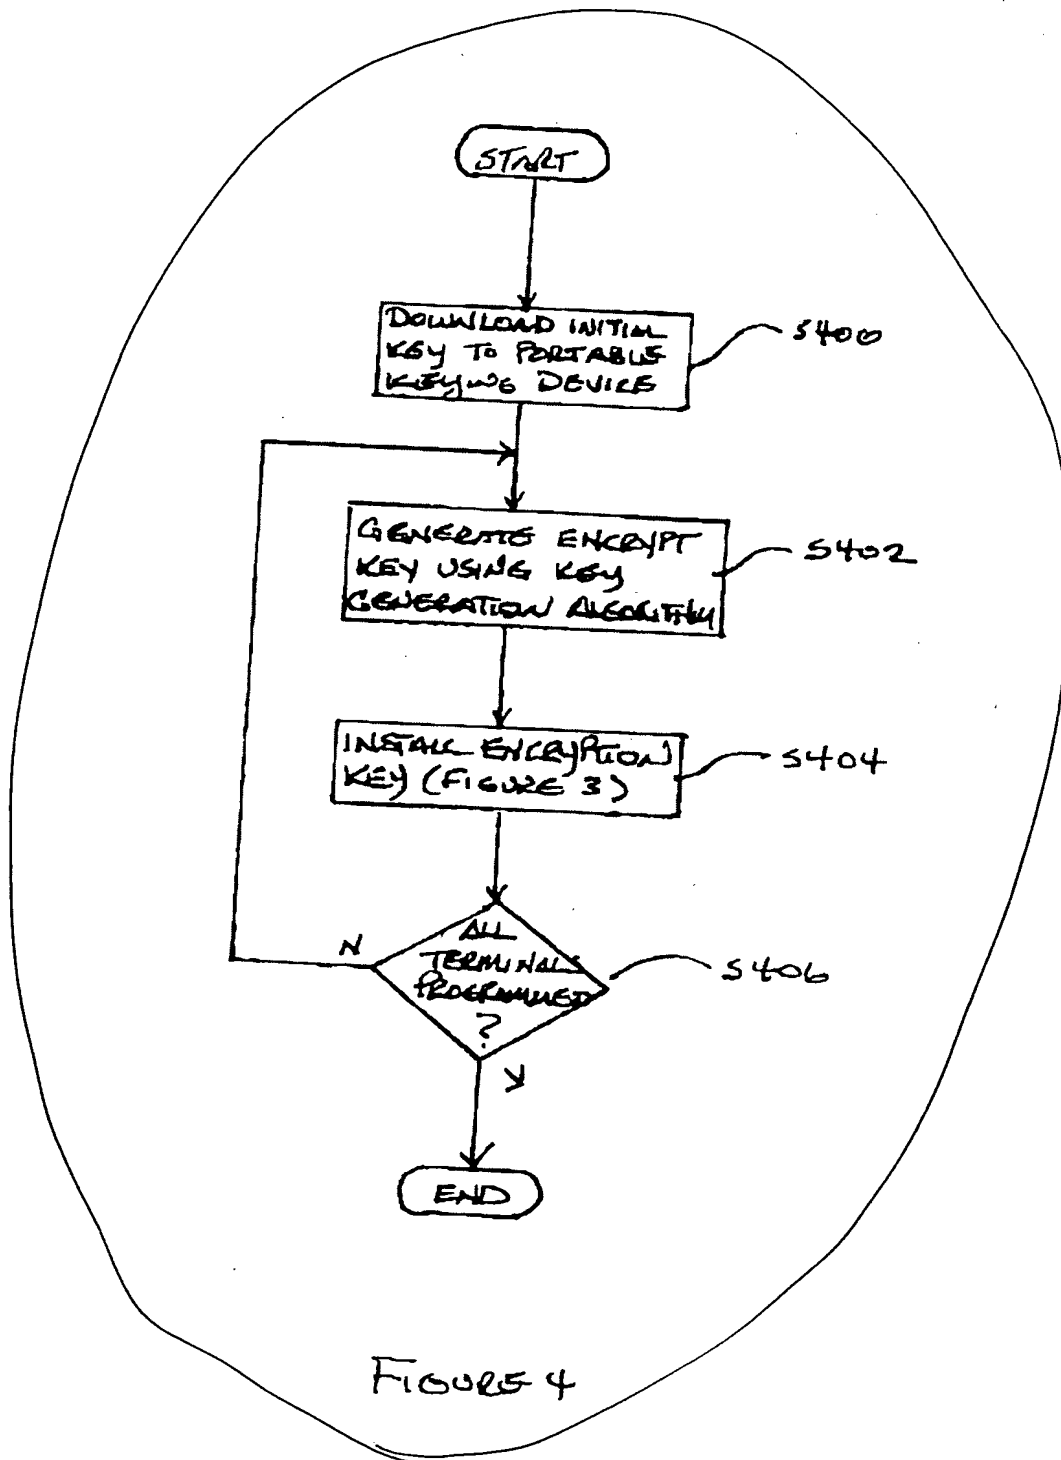 START
DOWNLOAD INITIAL
KEY TO PORTABLE
KEYING DEVICE
S400
GENERATE ENCRYPT
KEY USING KEY
GENERATION ALGORITHM
S402
INSTALL ENCRYPTION
KEY (FIGURE 3)
S404
ALL
TERMINALS
PROGRAMMED
?
N
S406
Y
END
FIGURE 4